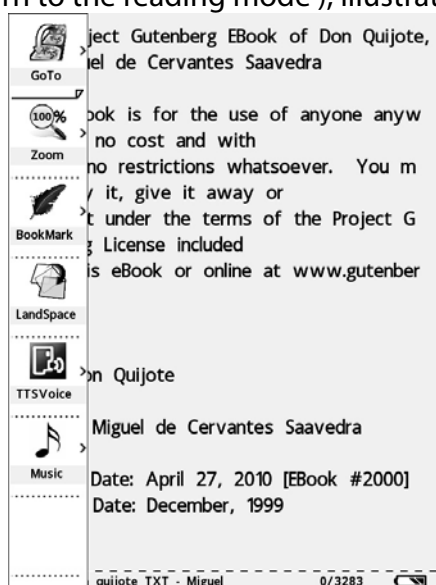 n to the reading mode ), illustrat
GoTo
100%
Zoom
BookMark
LandSpace
TTSVoice
Music
ject Gutenberg EBook of Don Quijote,
el de Cervantes Saavedra
ook is for the use of anyone anyw
no cost and with
no restrictions whatsoever. You m
y it, give it away or
t under the terms of the Project G
g License included
is eBook or online at www.gutenber
on Quijote
Miguel de Cervantes Saavedra
Date: April 27, 2010 [EBook #2000]
Date: December, 1999
quijote TXT - Miguel 0/3283